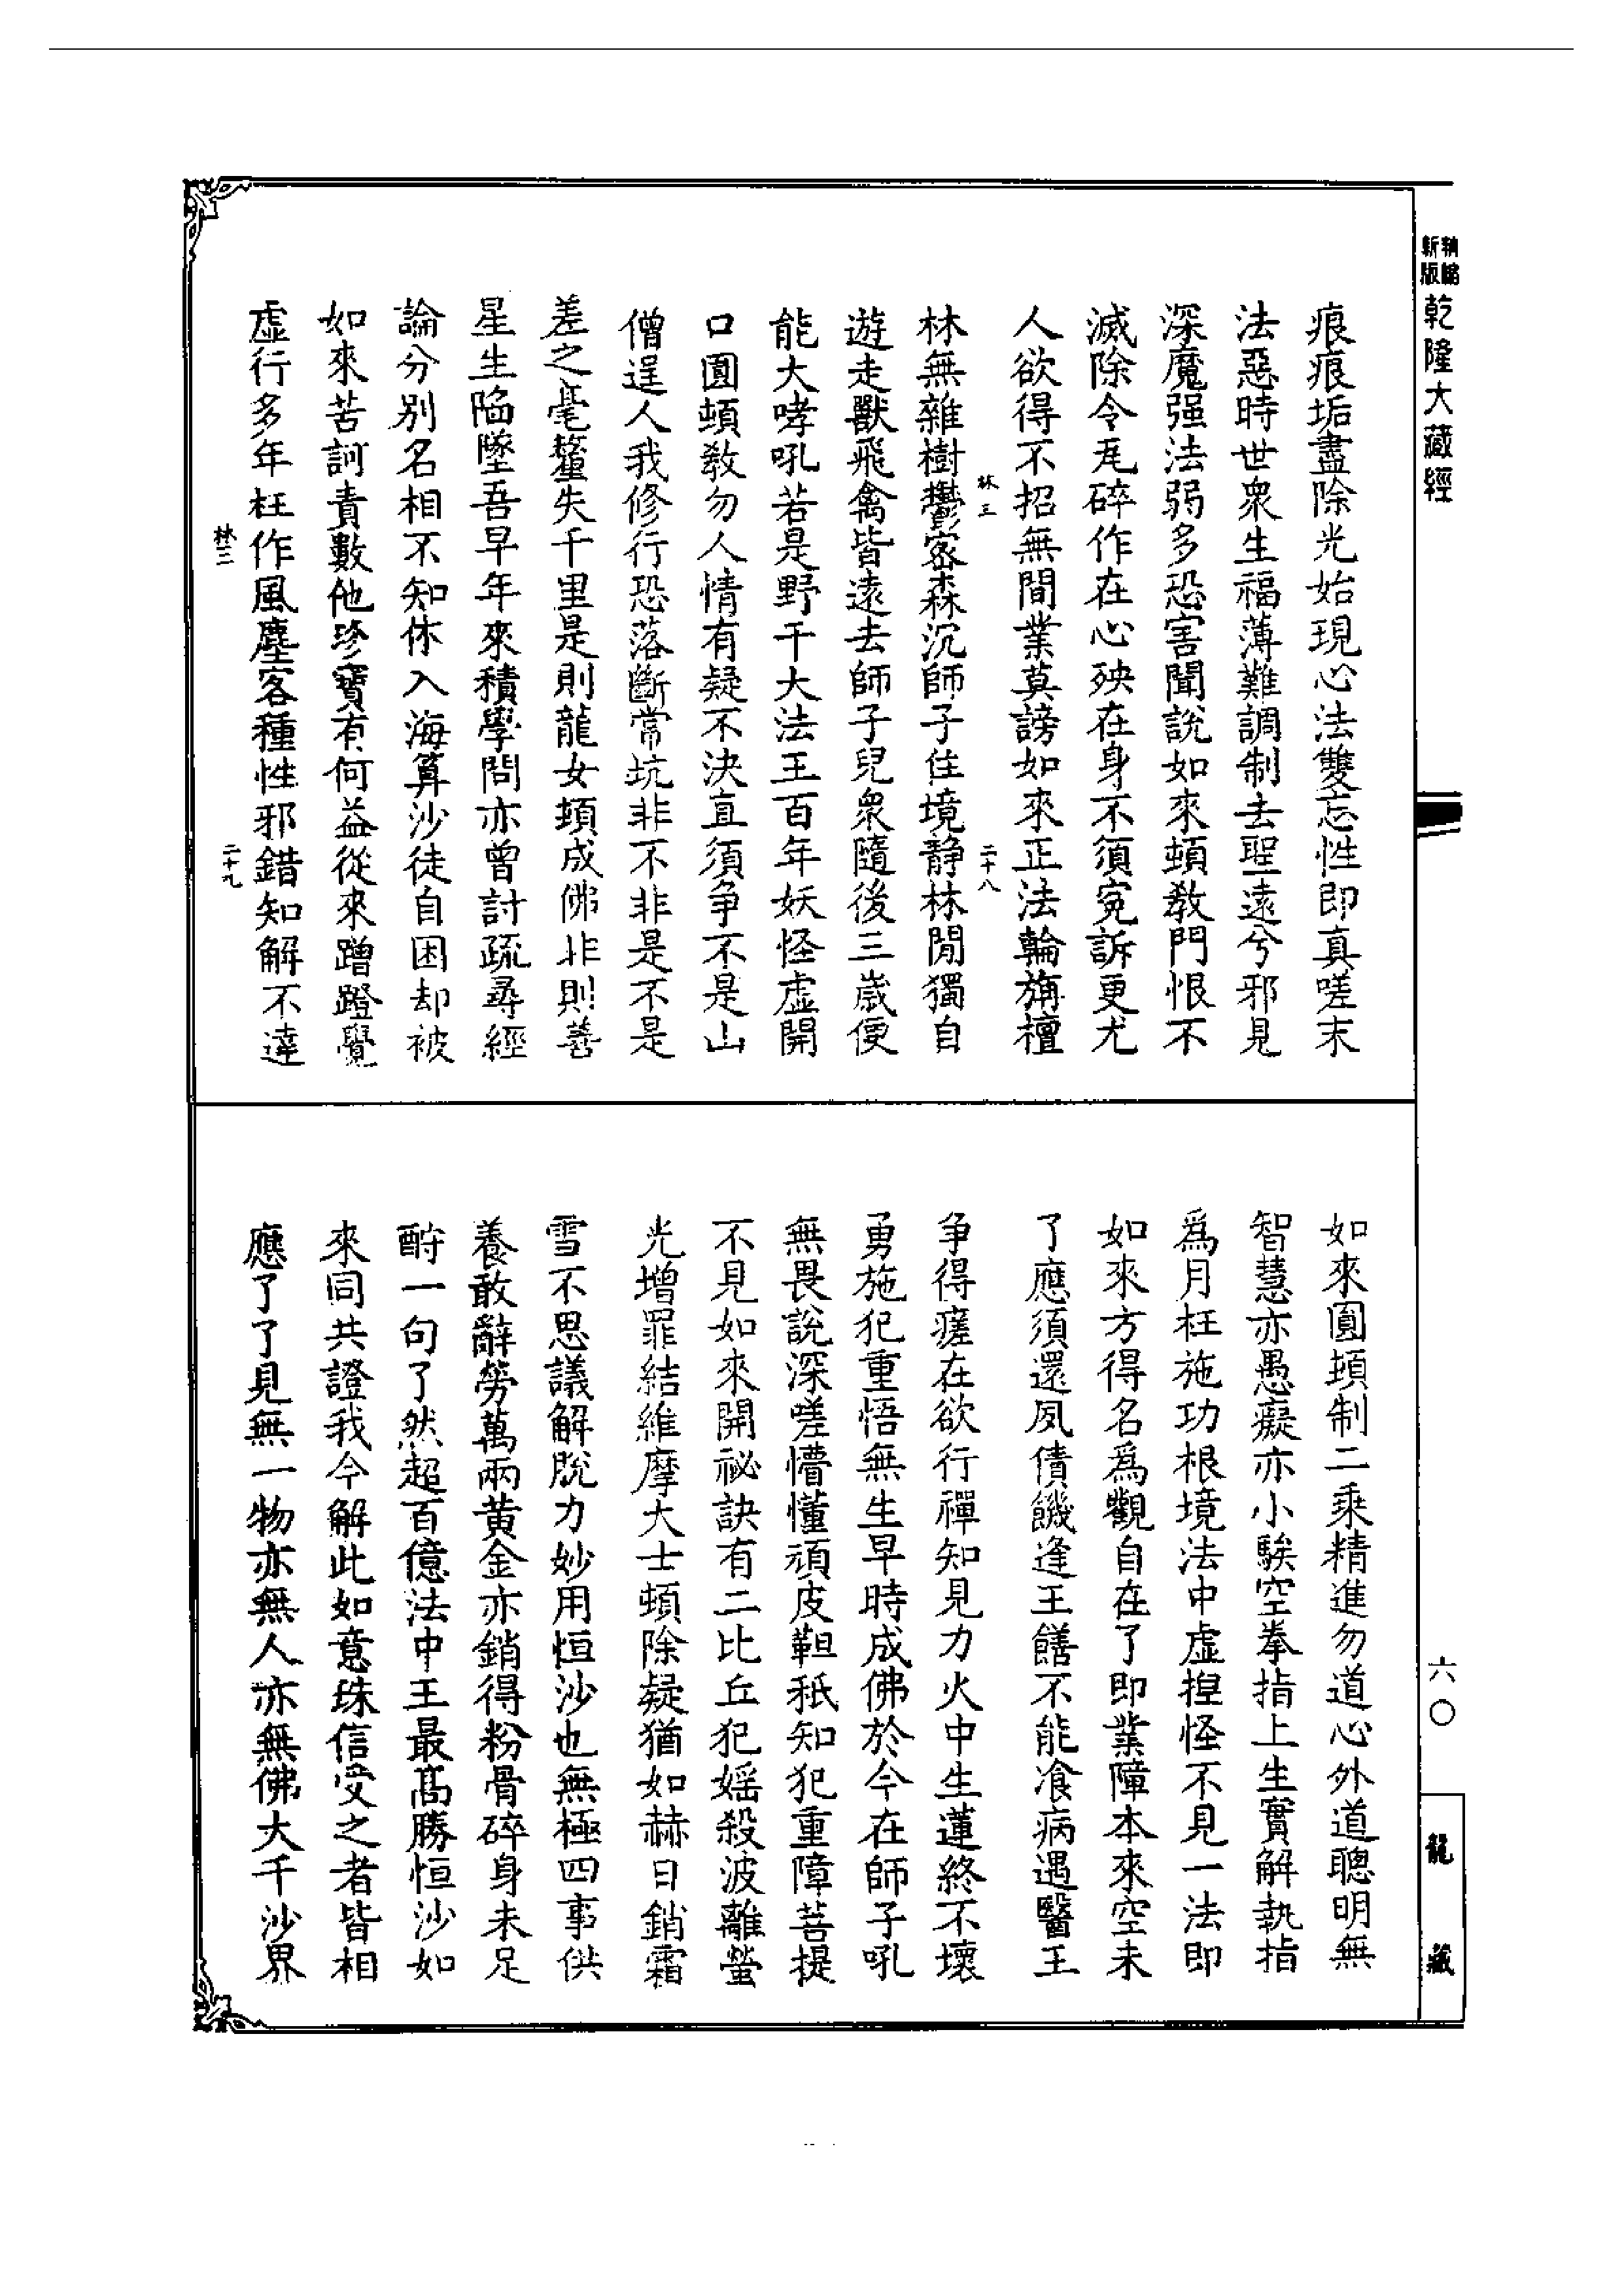 新版
精縮
乾隆大藏經
痕痕垢盡除光始現心法雙忘性即真嗟末
法惡時世衆生福薄難調制去聖遠兮邪見
深魔强法弱多恐害聞說如來頓教門恨不
滅除令瓦碎作在心殃在身不須寃訴更尤
人欲得不招無間業莫謗如來正法輪旃檀
林三
二十八
林無雜樹鬱密森沉師子住境靜林閒獨自
遊走獸飛禽皆遠去師子兒衆隨後三歲便
能大哮吼若是野干大法王百年妖怪虛開
口圓頓教勿人情有疑不決直須争不是山
僧逞人我修行恐落斷常坑非不非是不是
差之毫釐失千里是則龍女頓成佛非則善
星生陷墜吾早年來積學問亦曾討疏尋經
論分別名相不知休入海算沙徒自困却被
如來苦訶責數他珍寶有何益從來蹭蹬覺
虛行多年枉作風塵客種性邪錯知解不達
林三
二十九
如來圓頓制二乘精進勿道心外道聰明無
智慧亦愚癡亦小騃空拳指上生實解執指
爲月枉施功根境法中虛捏怪不見一法即
如來方得名爲觀自在了即業障本來空未
了應須還夙債饑逢王饍不能飡病遇醫王
争得瘥在欲行禪知見力火中生蓮終不壞
勇施犯重悟無生早時成佛於今在師子吼
無畏說深嗟懵懂頑皮靼秖知犯重障菩提
不見如來開祕訣有二比丘犯婬殺波離螢
光增罪結維摩大士頓除疑猶如赫日銷霜
雪不思議解脫力妙用恒沙也無極四事供
養敢辭勞萬兩黃金亦銷得粉骨碎身未足
酧一句了然超百億法中王最髙勝恒沙如
來同共證我今解此如意珠信受之者皆相
應了了見無一物亦無人亦無佛大千沙界
六〇
龍藏